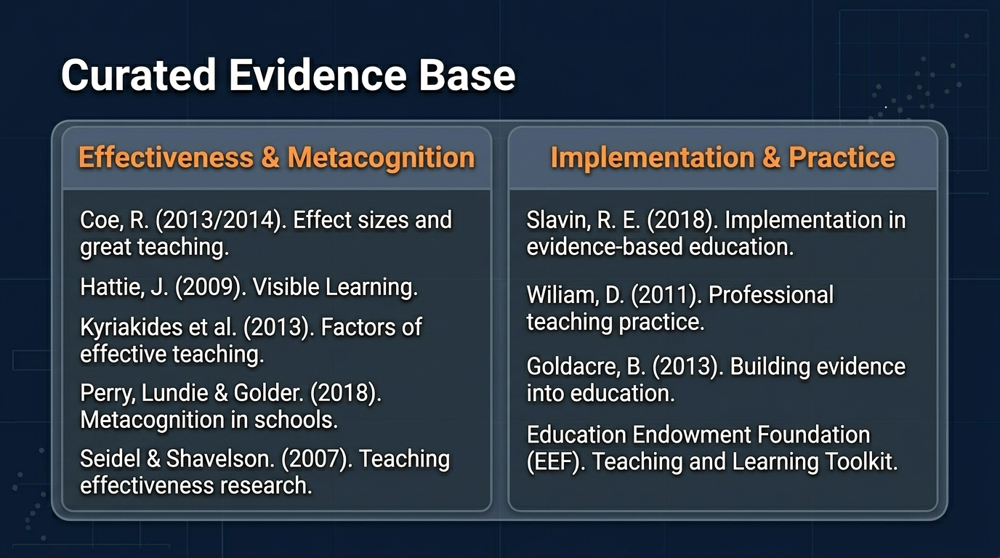 Curated Evidence Base
Effectiveness & Metacognition
Coe, R. (2013/2014). Effect sizes and
great teaching.
Hattie, J. (2009). Visible Learning.
Kyriakides et al. (2013). Factors of
effective teaching.
Perry, Lundie & Golder. (2018).
Metacognition in schools.
Seidel & Shavelson. (2007). Teaching
effectiveness research.
Implementation & Practice
Slavin, R. E. (2018). Implementation in
evidence-based education.
Wiliam, D. (2011). Professional
teaching practice.
Goldacre, B. (2013). Building evidence
into education.
Education Endowment Foundation
(EEF). Teaching and Learning Toolkit.